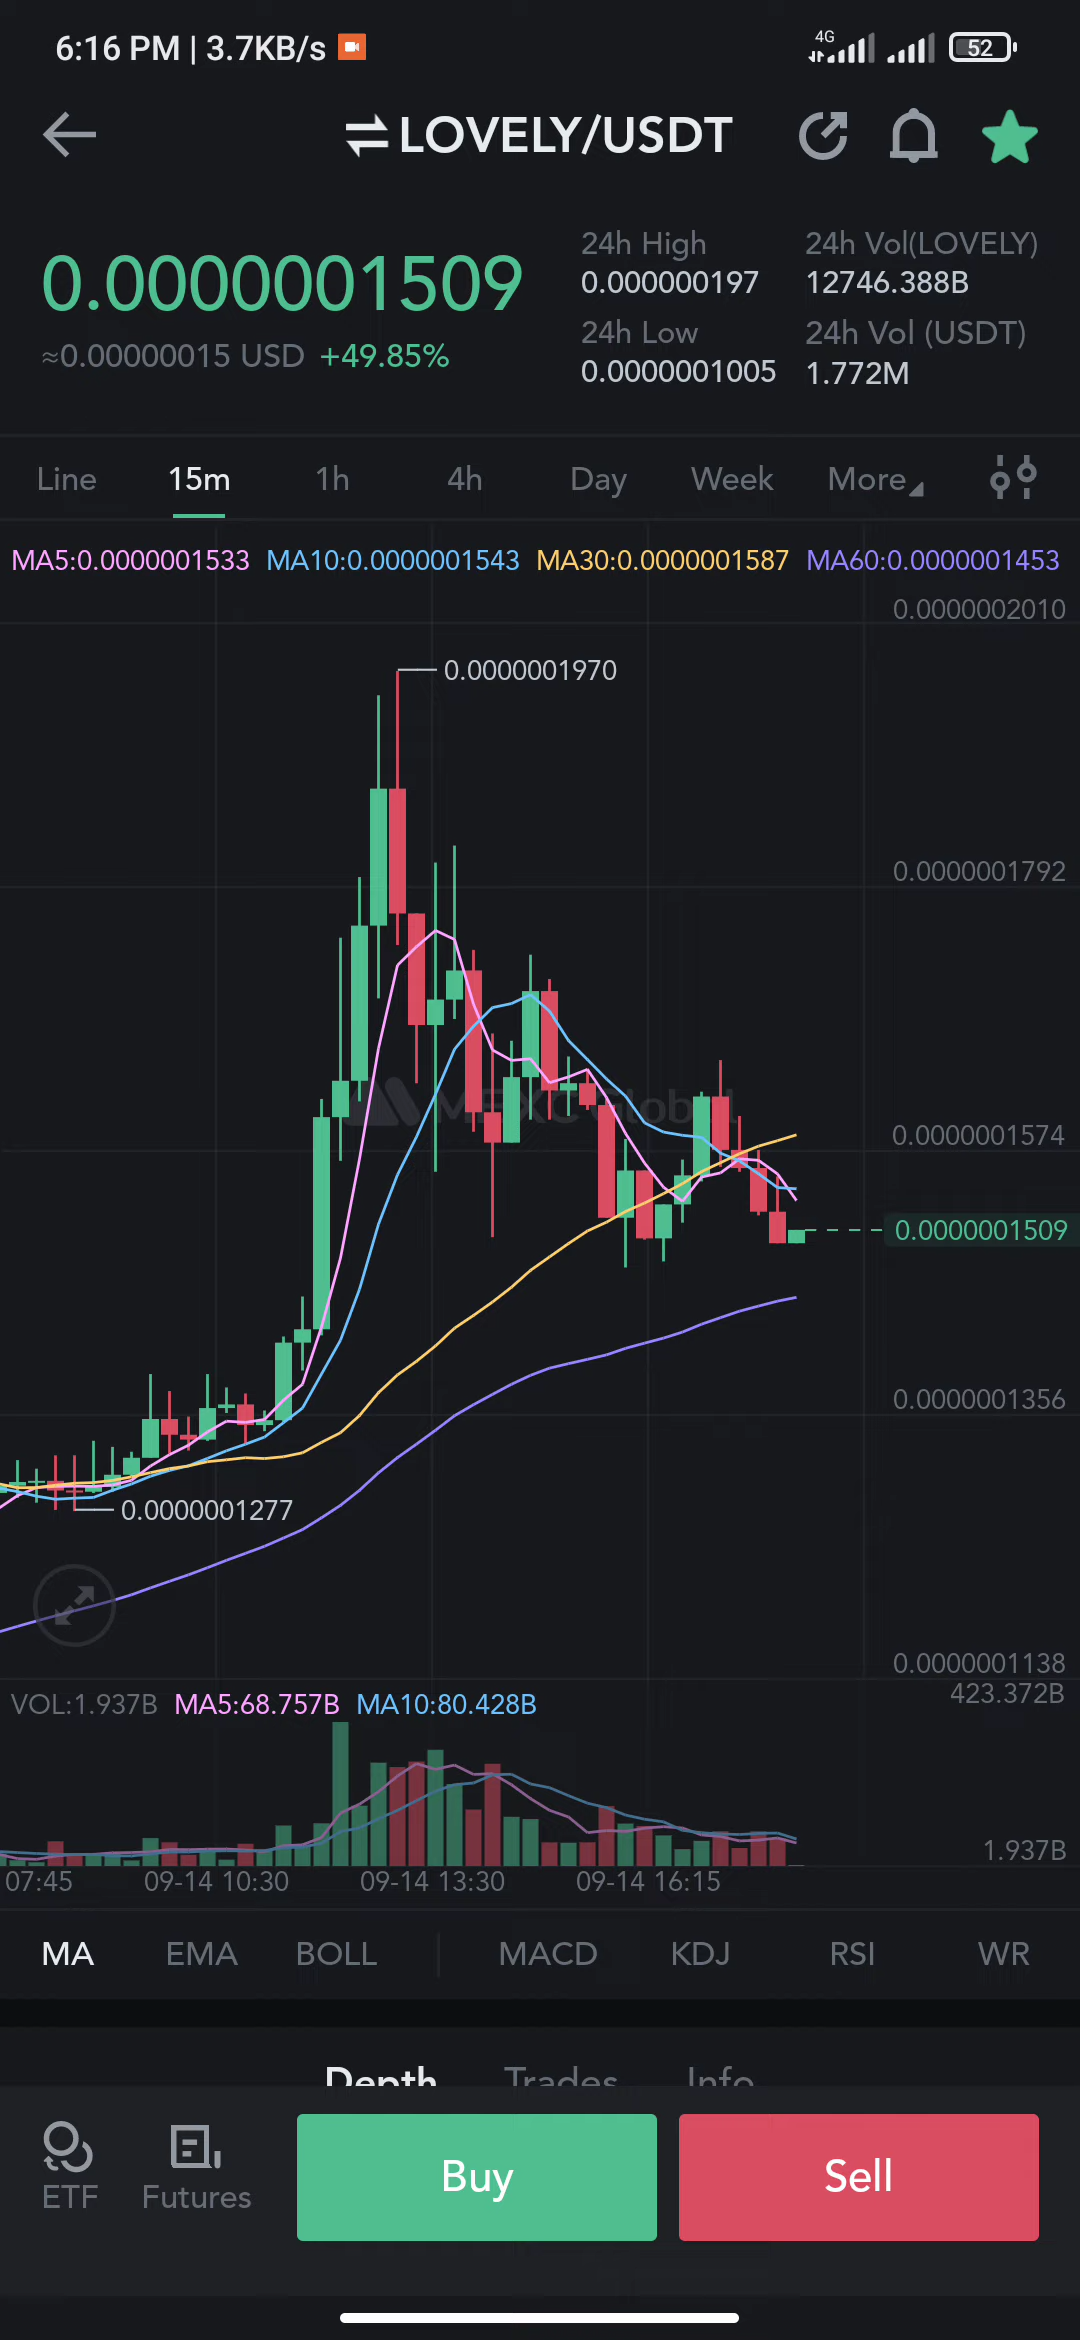 6:16 PM | 3.7KB/s 4G 52
LOVELY/USDT
0.0000001509
≈0.00000015 USD +49.85%
24h High
0.000000197
24h Low
0.0000001005
24h Vol(LOVELY)
12746.388B
24h Vol (USDT)
1.772M
Line 15m 1h 4h Day Week More
MA5:0.0000001533 MA10:0.0000001543 MA30:0.0000001587 MA60:0.0000001453
0.0000002010
0.0000001970
0.0000001792
MEXC Global
0.0000001574
0.0000001509
0.0000001356
0.0000001277
0.0000001138
VOL:1.937B MA5:68.757B MA10:80.428B 423.372B
1.937B
07:45 09-14 10:30 09-14 13:30 09-14 16:15
MA EMA BOLL MACD KDJ RSI WR
Depth Trades Info
ETF Futures Buy Sell